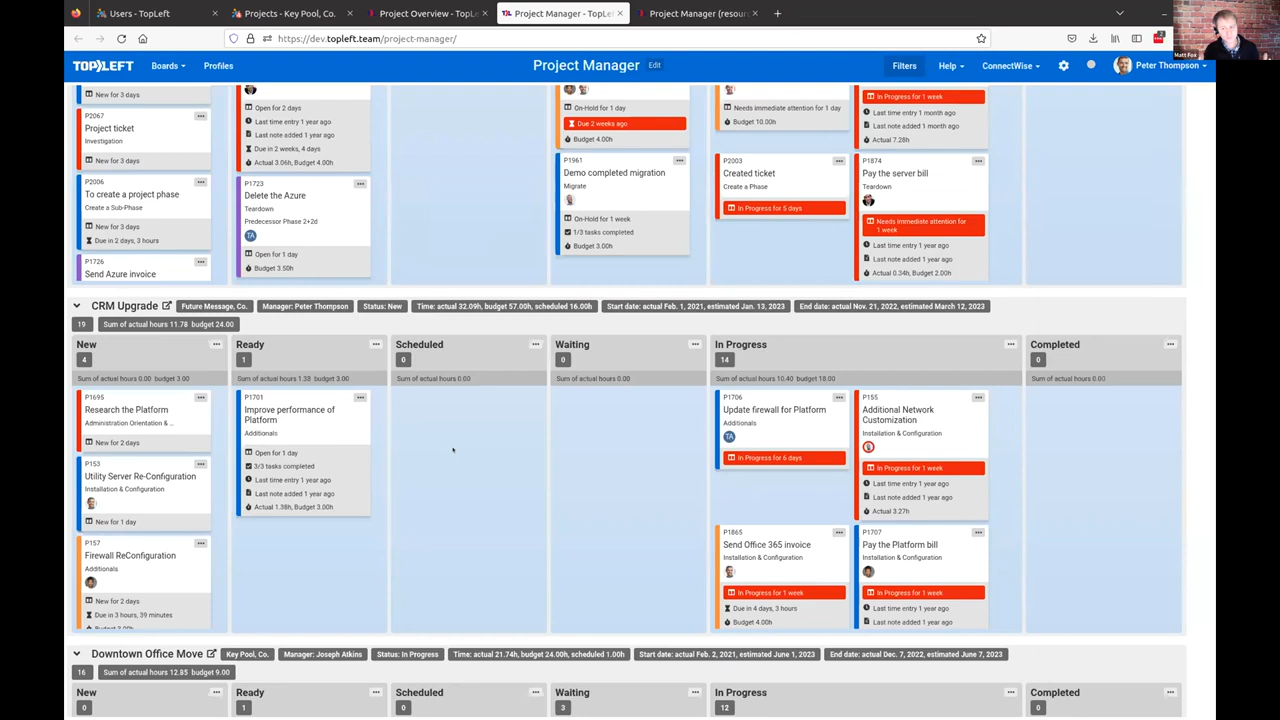 Users - TopLeft
Projects - Key Pool, Co.
Project Overview - TopL
Project Manager - TopLe
Project Manager (resou
https://dev.topleft.team/project-manager/
Matt Fox
TOP LEFT
Boards
Profiles
Project Manager
Edit
Filters
Help
ConnectWise
Peter Thompson
New for 3 days
P2067
Project ticket
Investigation
New for 3 days
P2006
To create a project phase
Create a Sub-Phase
New for 3 days
Due in 2 days, 3 hours
P1726
Send Azure invoice
Open for 2 days
Last time entry 1 year ago
Last note added 1 year ago
Due in 2 weeks, 4 days
Actual 3.06h, Budget 4.00h
P1723
Delete the Azure
Teardown
Predecessor Phase 2+2d
TA
Open for 1 day
Budget 3.50h
On-Hold for 1 day
Due 2 weeks ago
Budget 4.00h
P1961
Demo completed migration
Migrate
On-Hold for 1 week
1/3 tasks completed
Budget 3.00h
Needs immediate attention for 1 day
Budget 10.00h
P2003
Created ticket
Create a Phase
In Progress for 5 days
In Progress for 1 week
Last time entry 1 month ago
Last note added 1 month ago
Actual 7.28h
P1874
Pay the server bill
Teardown
Needs immediate attention for
1 week
Last time entry 1 year ago
Last note added 1 year ago
Actual 0.34h, Budget 2.00h
CRM Upgrade
Future Message, Co.
Manager: Peter Thompson
Status: New
Time: actual 32.09h, budget 57.00h, scheduled 16.00h
Start date: actual Feb. 1, 2021, estimated Jan. 13, 2023
End date: actual Nov. 21, 2022, estimated March 12, 2023
19
Sum of actual hours 11.78 budget 24.00
New
4
Sum of actual hours 0.00 budget 3.00
Ready
1
Sum of actual hours 1.38 budget 3.00
Scheduled
0
Sum of actual hours 0.00
Waiting
0
Sum of actual hours 0.00
In Progress
14
Sum of actual hours 10.40 budget 18.00
Completed
0
Sum of actual hours 0.00
P1695
Research the Platform
Administration Orientation & ...
New for 2 days
P153
Utility Server Re-Configuration
Installation & Configuration
New for 1 day
P157
Firewall ReConfiguration
Additionals
New for 2 days
Due in 3 hours, 39 minutes
P1701
Improve performance of
Platform
Additionals
Open for 1 day
3/3 tasks completed
Last time entry 1 year ago
Last note added 1 year ago
Actual 1.38h, Budget 3.00h
P1706
Update firewall for Platform
Additionals
TA
In Progress for 6 days
P155
Additional Network
Customization
Installation & Configuration
In Progress for 1 week
Last time entry 1 year ago
Last note added 1 year ago
Actual 3.27h
P1865
Send Office 365 invoice
Installation & Configuration
In Progress for 1 week
Due in 4 days, 3 hours
Budget 4.00h
P1707
Pay the Platform bill
Installation & Configuration
In Progress for 1 week
Last time entry 1 year ago
Last note added 1 year ago
Downtown Office Move
Key Pool, Co.
Manager: Joseph Atkins
Status: In Progress
Time: actual 21.74h, budget 24.00h, scheduled 1.00h
Start date: actual Feb. 2, 2021, estimated June 1, 2023
End date: actual Dec. 7, 2022, estimated June 7, 2023
16
Sum of actual hours 12.85 budget 9.00
New
0
Ready
1
Scheduled
0
Waiting
3
In Progress
12
Completed
0